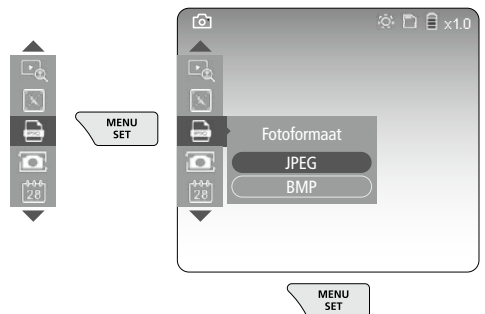 x1.0
MENU
SET
Fotoformaat
JPEG
BMP
28
28
MENU
SET